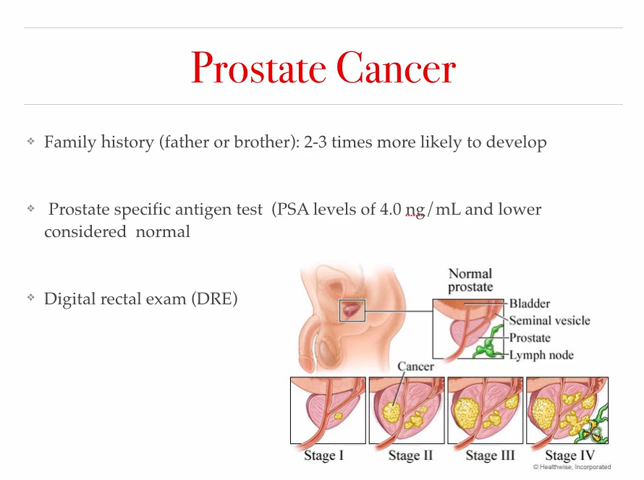 Prostate Cancer
Family history (father or brother): 2-3 times more likely to develop
Prostate specific antigen test (PSA levels of 4.0 ng/mL and lower
considered normal
Digital rectal exam (DRE)
Normal
prostate
Bladder
Seminal vesicle
Prostate
Lymph node
Cancer
Stage I
Stage II
Stage III
Stage IV
© Healthwise, Incorporated